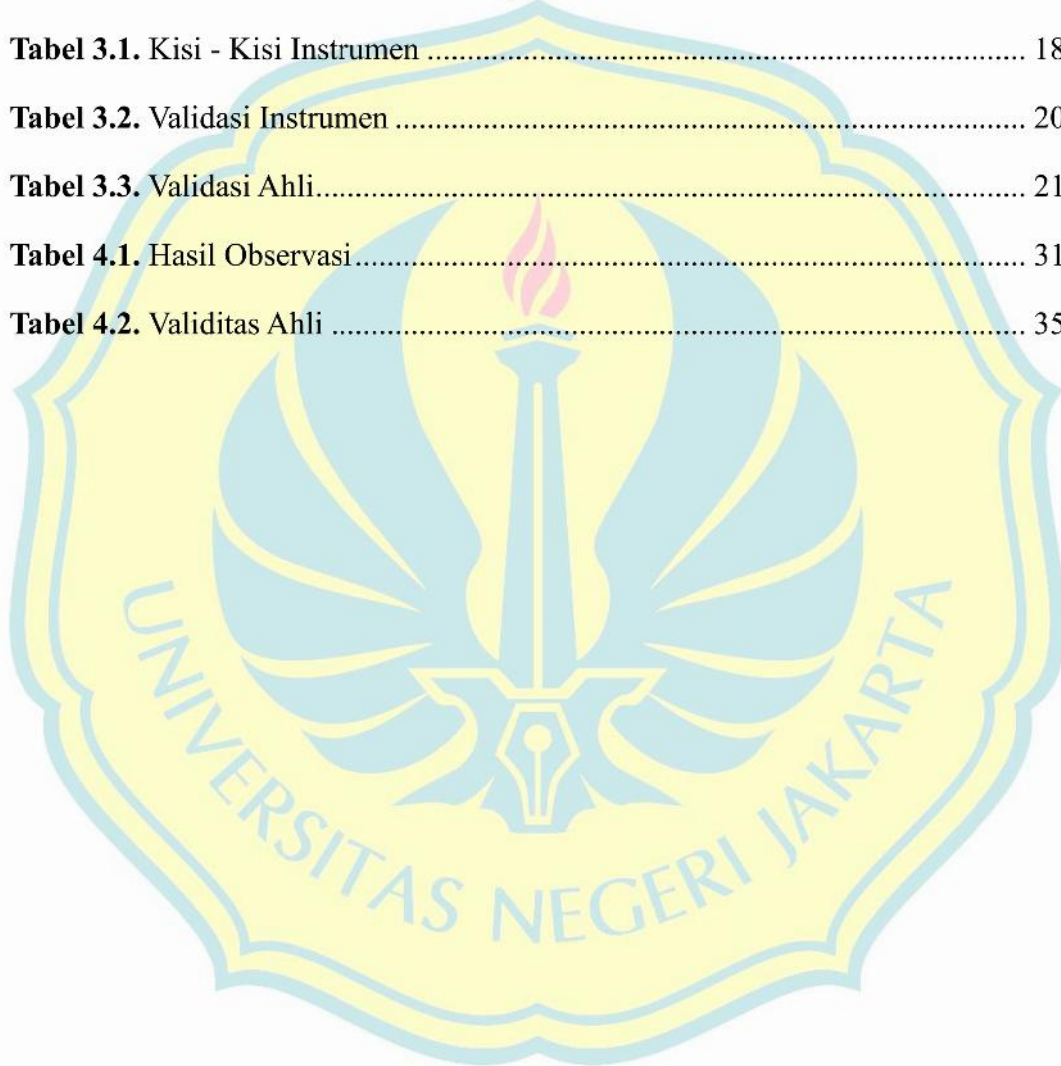 Tabel 3.1. Kisi - Kisi Instrumen ........................................................................... 18
Tabel 3.2. Validasi Instrumen ............................................................................... 20
Tabel 3.3. Validasi Ahli......................................................................................... 21
Tabel 4.1. Hasil Observasi.................................................................................... 31
Tabel 4.2. Validitas Ahli ....................................................................................... 35
UNIVERSITAS NEGERI JAKARTA